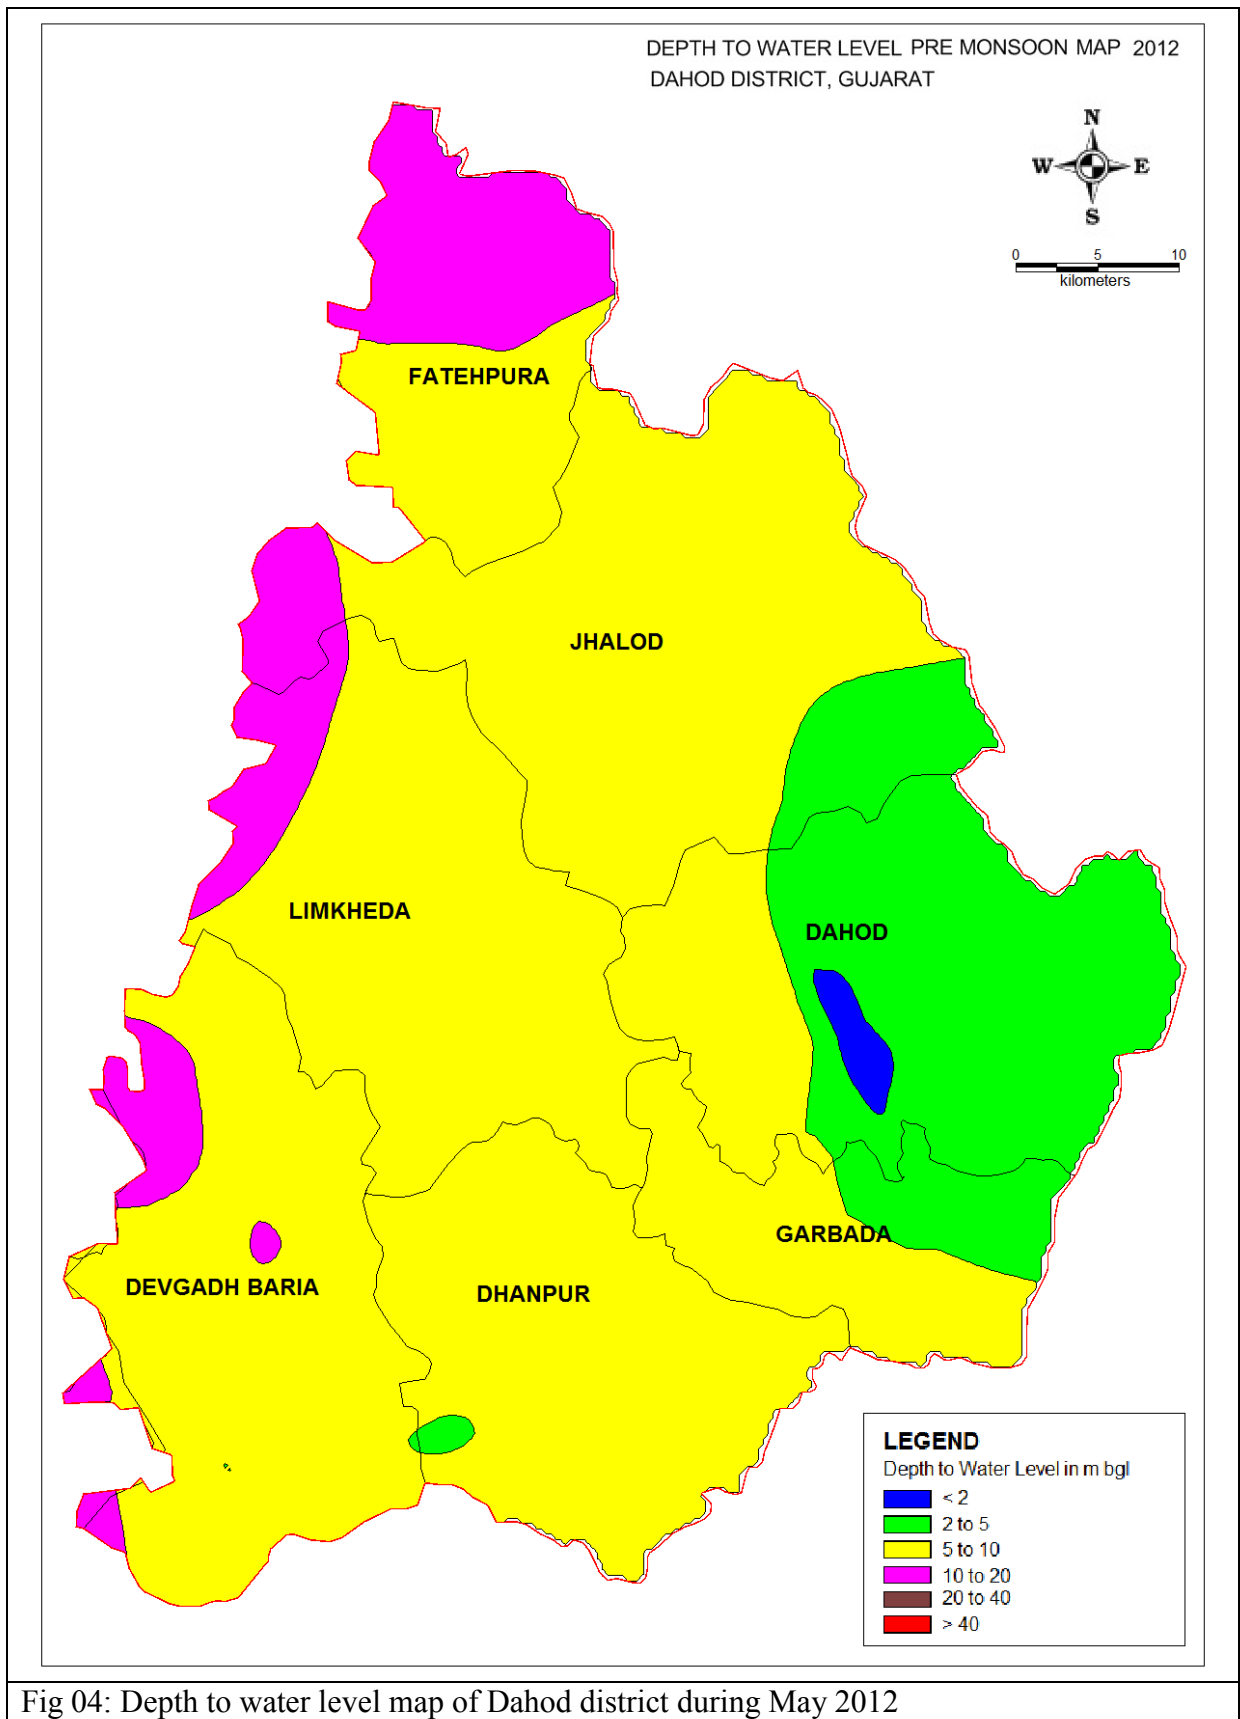 DEPTH TO WATER LEVEL PRE MONSOON MAP 2012
DAHOD DISTRICT, GUJARAT
N
W E
S
0 5 10
kilometers
FATEHPURA
JHALOD
LIMKHEDA
DAHOD
GARBADA
DEVGADH BARIA
DHANPUR
LEGEND
Depth to Water Level in m bgl
< 2
2 to 5
5 to 10
10 to 20
20 to 40
> 40
Fig 04: Depth to water level map of Dahod district during May 2012